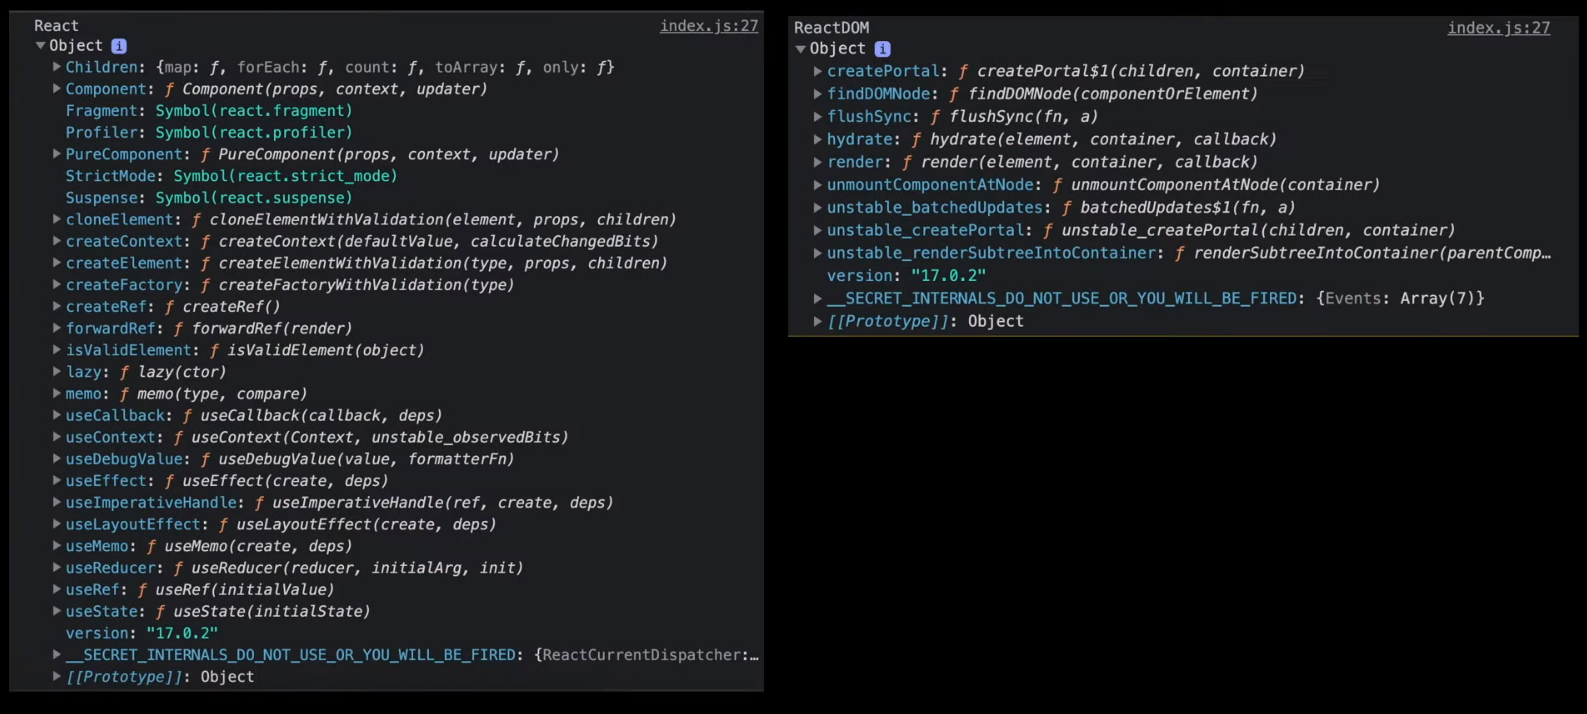 React index.js:27
Object i
Children: {map: ƒ, forEach: ƒ, count: ƒ, toArray: ƒ, only: ƒ}
Component: ƒ Component(props, context, updater)
Fragment: Symbol(react.fragment)
Profiler: Symbol(react.profiler)
PureComponent: ƒ PureComponent(props, context, updater)
StrictMode: Symbol(react.strict_mode)
Suspense: Symbol(react.suspense)
cloneElement: ƒ cloneElementWithValidation(element, props, children)
createContext: ƒ createContext(defaultValue, calculateChangedBits)
createElement: ƒ createElementWithValidation(type, props, children)
createFactory: ƒ createFactoryWithValidation(type)
createRef: ƒ createRef()
forwardRef: ƒ forwardRef(render)
isValidElement: ƒ isValidElement(object)
lazy: ƒ lazy(ctor)
memo: ƒ memo(type, compare)
useCallback: ƒ useCallback(callback, deps)
useContext: ƒ useContext(Context, unstable_observedBits)
useDebugValue: ƒ useDebugValue(value, formatterFn)
useEffect: ƒ useEffect(create, deps)
useImperativeHandle: ƒ useImperativeHandle(ref, create, deps)
useLayoutEffect: ƒ useLayoutEffect(create, deps)
useMemo: ƒ useMemo(create, deps)
useReducer: ƒ useReducer(reducer, initialArg, init)
useRef: ƒ useRef(initialValue)
useState: ƒ useState(initialState)
version: "17.0.2"
__SECRET_INTERNALS_DO_NOT_USE_OR_YOU_WILL_BE_FIRED: {ReactCurrentDispatcher:…
[[Prototype]]: Object
ReactDOM index.js:27
Object i
createPortal: ƒ createPortal$1(children, container)
findDOMNode: ƒ findDOMNode(componentOrElement)
flushSync: ƒ flushSync(fn, a)
hydrate: ƒ hydrate(element, container, callback)
render: ƒ render(element, container, callback)
unmountComponentAtNode: ƒ unmountComponentAtNode(container)
unstable_batchedUpdates: ƒ batchedUpdates$1(fn, a)
unstable_createPortal: ƒ unstable_createPortal(children, container)
unstable_renderSubtreeIntoContainer: ƒ renderSubtreeIntoContainer(parentComp…
version: "17.0.2"
__SECRET_INTERNALS_DO_NOT_USE_OR_YOU_WILL_BE_FIRED: {Events: Array(7)}
[[Prototype]]: Object